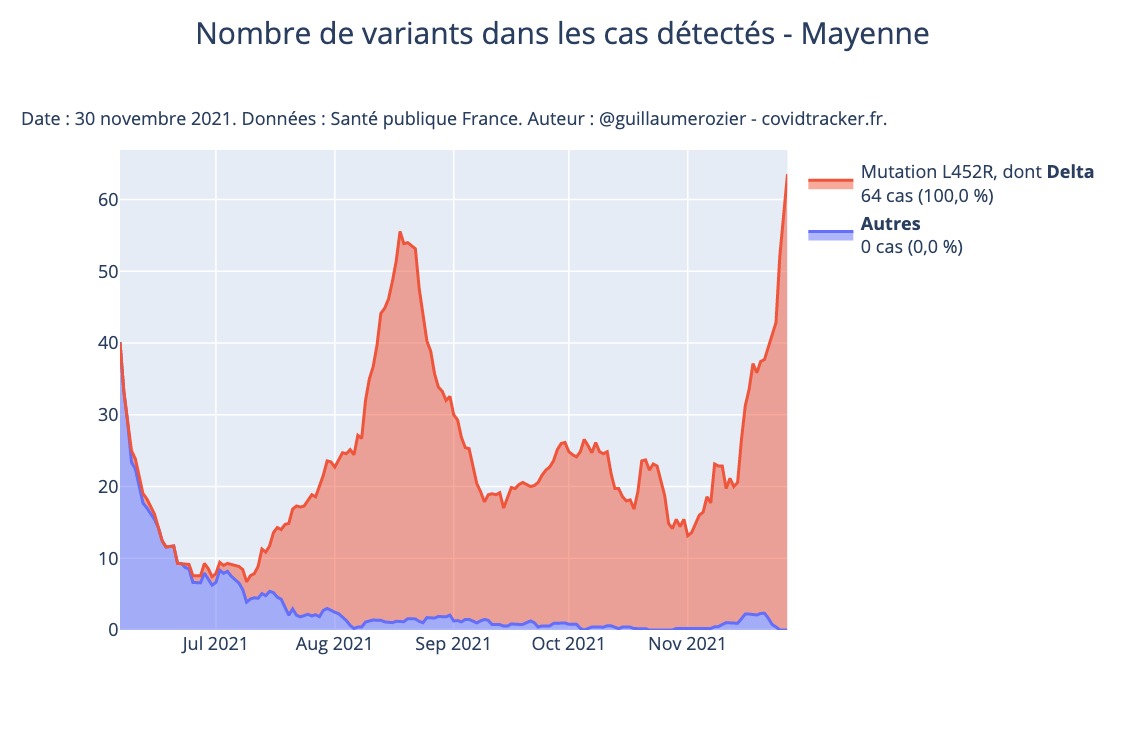 Nombre de variants dans les cas détectés - Mayenne
Date : 30 novembre 2021. Données : Santé publique France. Auteur : @guillaumerozier - covidtracker.fr.
Mutation L452R, dont Delta
64 cas (100,0 %)
Autres
0 cas (0,0 %)
60
50
40
30
20
10
0
Jul 2021
Aug 2021
Sep 2021
Oct 2021
Nov 2021